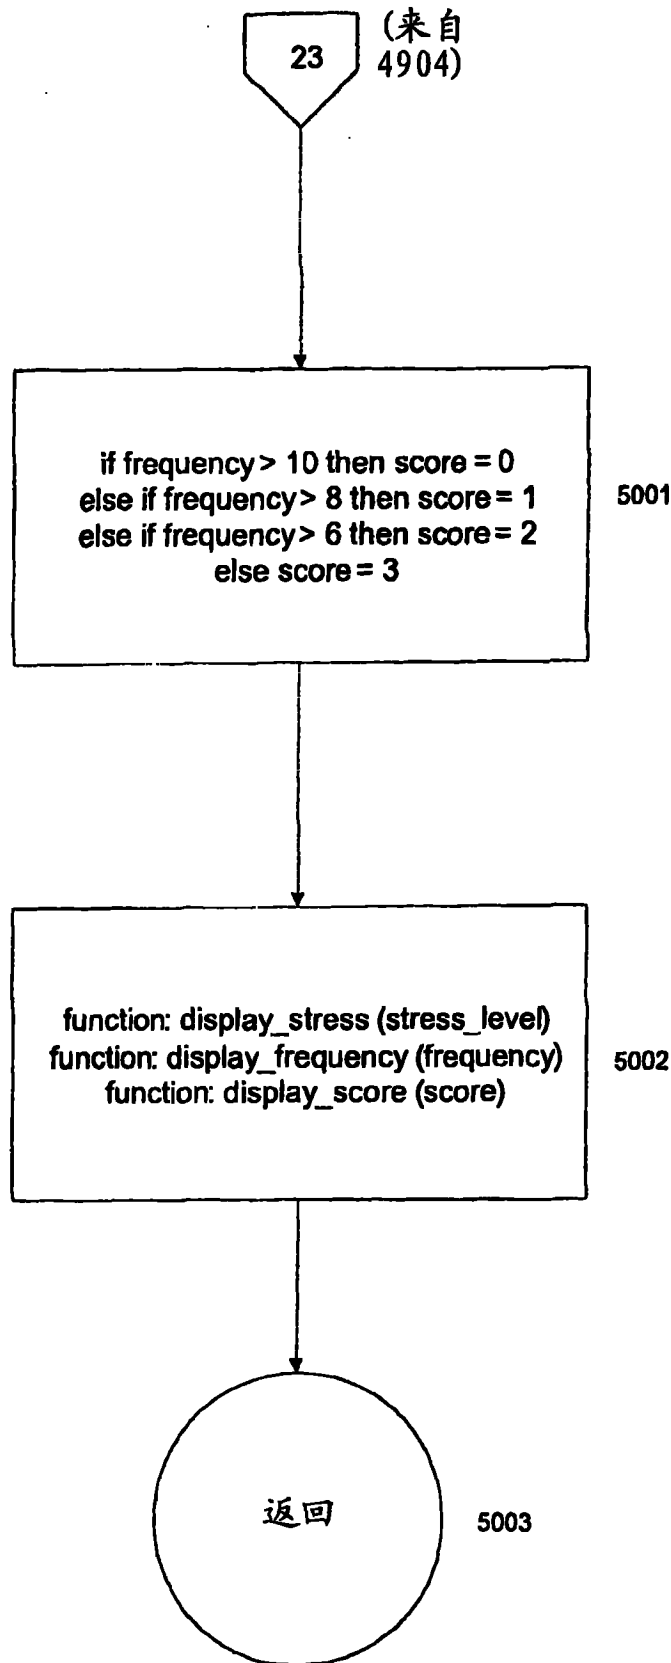 23
(来自
4904)
if frequency > 10 then score = 0
else if frequency > 8 then score = 1
else if frequency > 6 then score = 2
else score = 3
5001
function: display_stress (stress_level)
function: display_frequency (frequency)
function: display_score (score)
5002
返回
5003